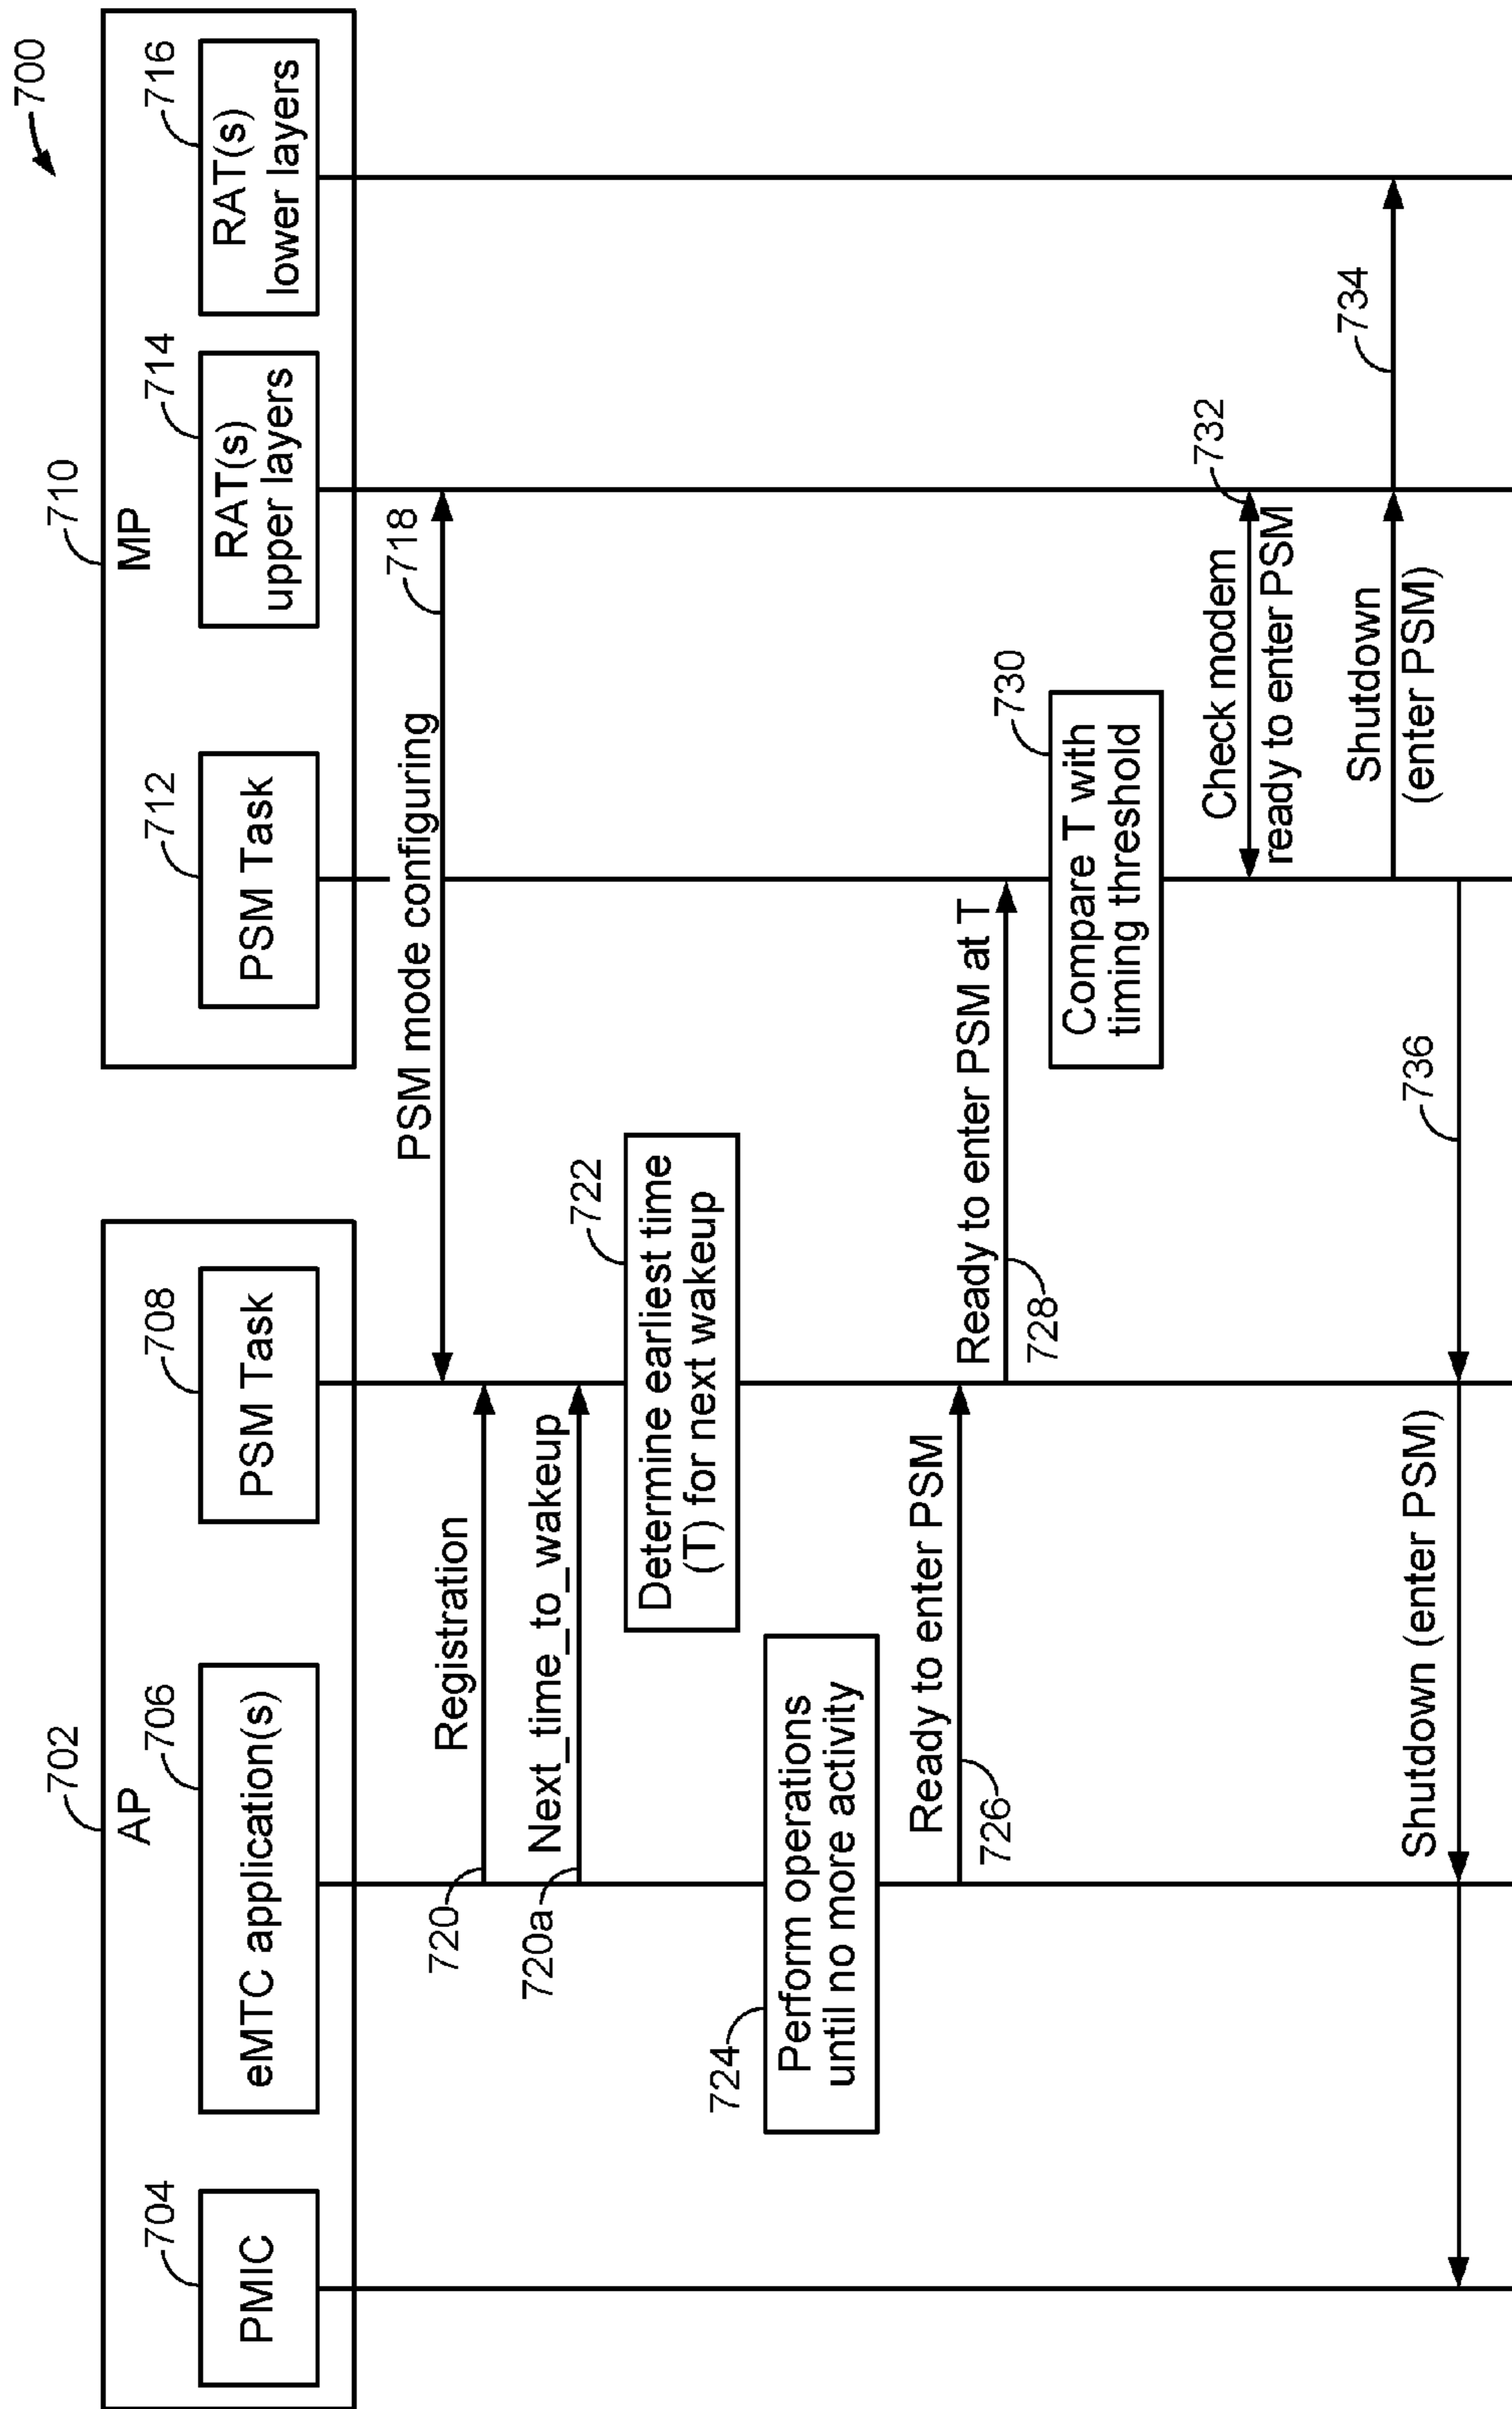 700
702
AP
710
MP
704
PMIC
706
eMTC application(s)
708
PSM Task
712
PSM Task
714
RAT(s)
upper layers
716
RAT(s)
lower layers
PSM mode configuring
718
Registration
720
Next_time_to_wakeup
720a
722
Determine earliest time
(T) for next wakeup
724
Perform operations
until no more activity
Ready to enter PSM
726
Ready to enter PSM at T
728
730
Compare T with
timing threshold
Check modem
ready to enter PSM
732
Shutdown
(enter PSM)
734
Shutdown (enter PSM)
736